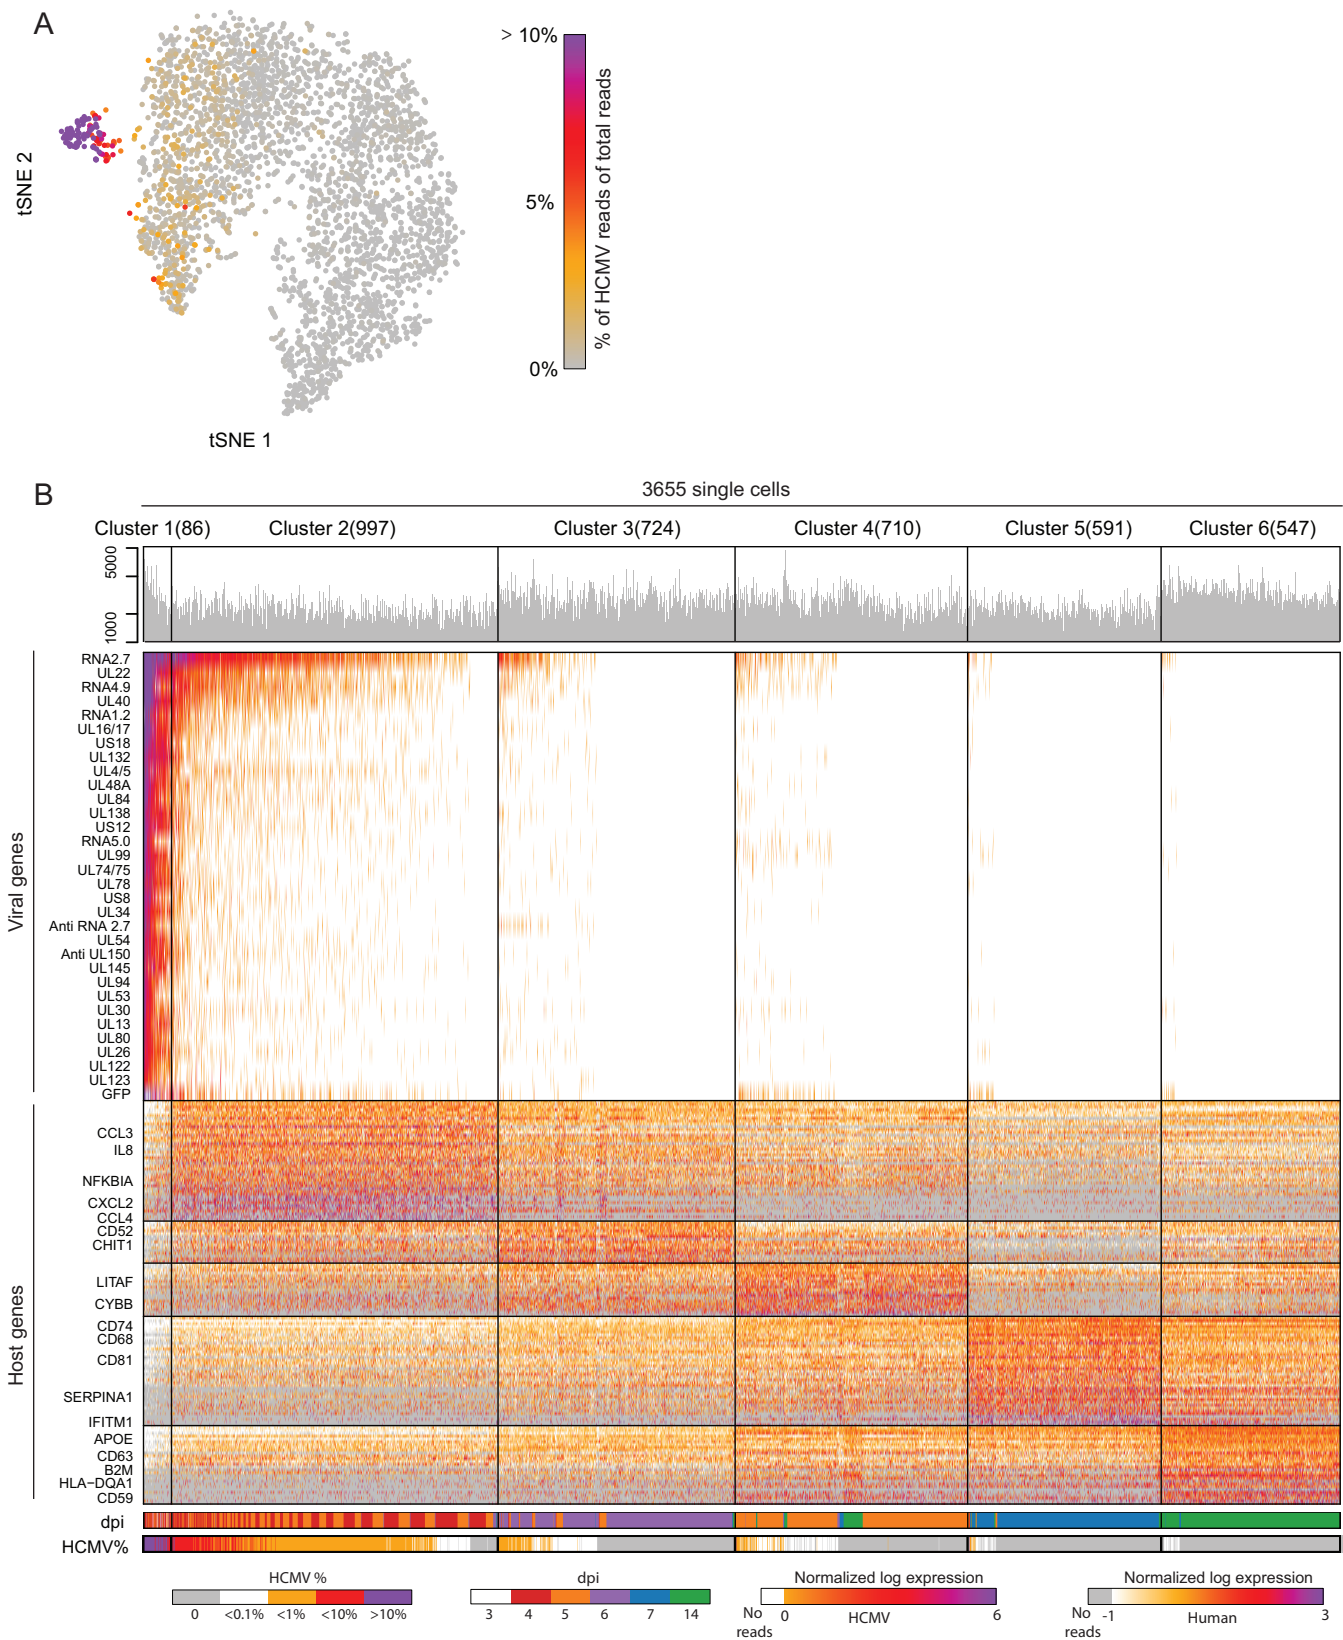 A
> 10%
5%
0%
% of HCMV reads of total reads
tSNE 2
tSNE 1
B
3655 single cells
Cluster 1(86) Cluster 2(997) Cluster 3(724) Cluster 4(710) Cluster 5(591) Cluster 6(547)
5000
1000
Viral genes
RNA2.7
UL22
RNA4.9
UL40
RNA1.2
UL16/17
US18
UL132
UL4/5
UL48A
UL84
UL138
US12
RNA5.0
UL99
UL74/75
UL78
US8
UL34
Anti RNA 2.7
UL54
Anti UL150
UL145
UL94
UL53
UL30
UL13
UL80
UL26
UL122
UL123
GFP
Host genes
CCL3
IL8
NFKBIA
CXCL2
CCL4
CD52
CHIT1
LITAF
CYBB
CD74
CD68
CD81
SERPINA1
IFITM1
APOE
CD63
B2M
HLA−DQA1
CD59
dpi
HCMV%
HCMV %
0 <0.1% <1% <10% >10%
dpi
3 4 5 6 7 14
Normalized log expression
No reads 0 HCMV 6
Normalized log expression
No reads -1 Human 3